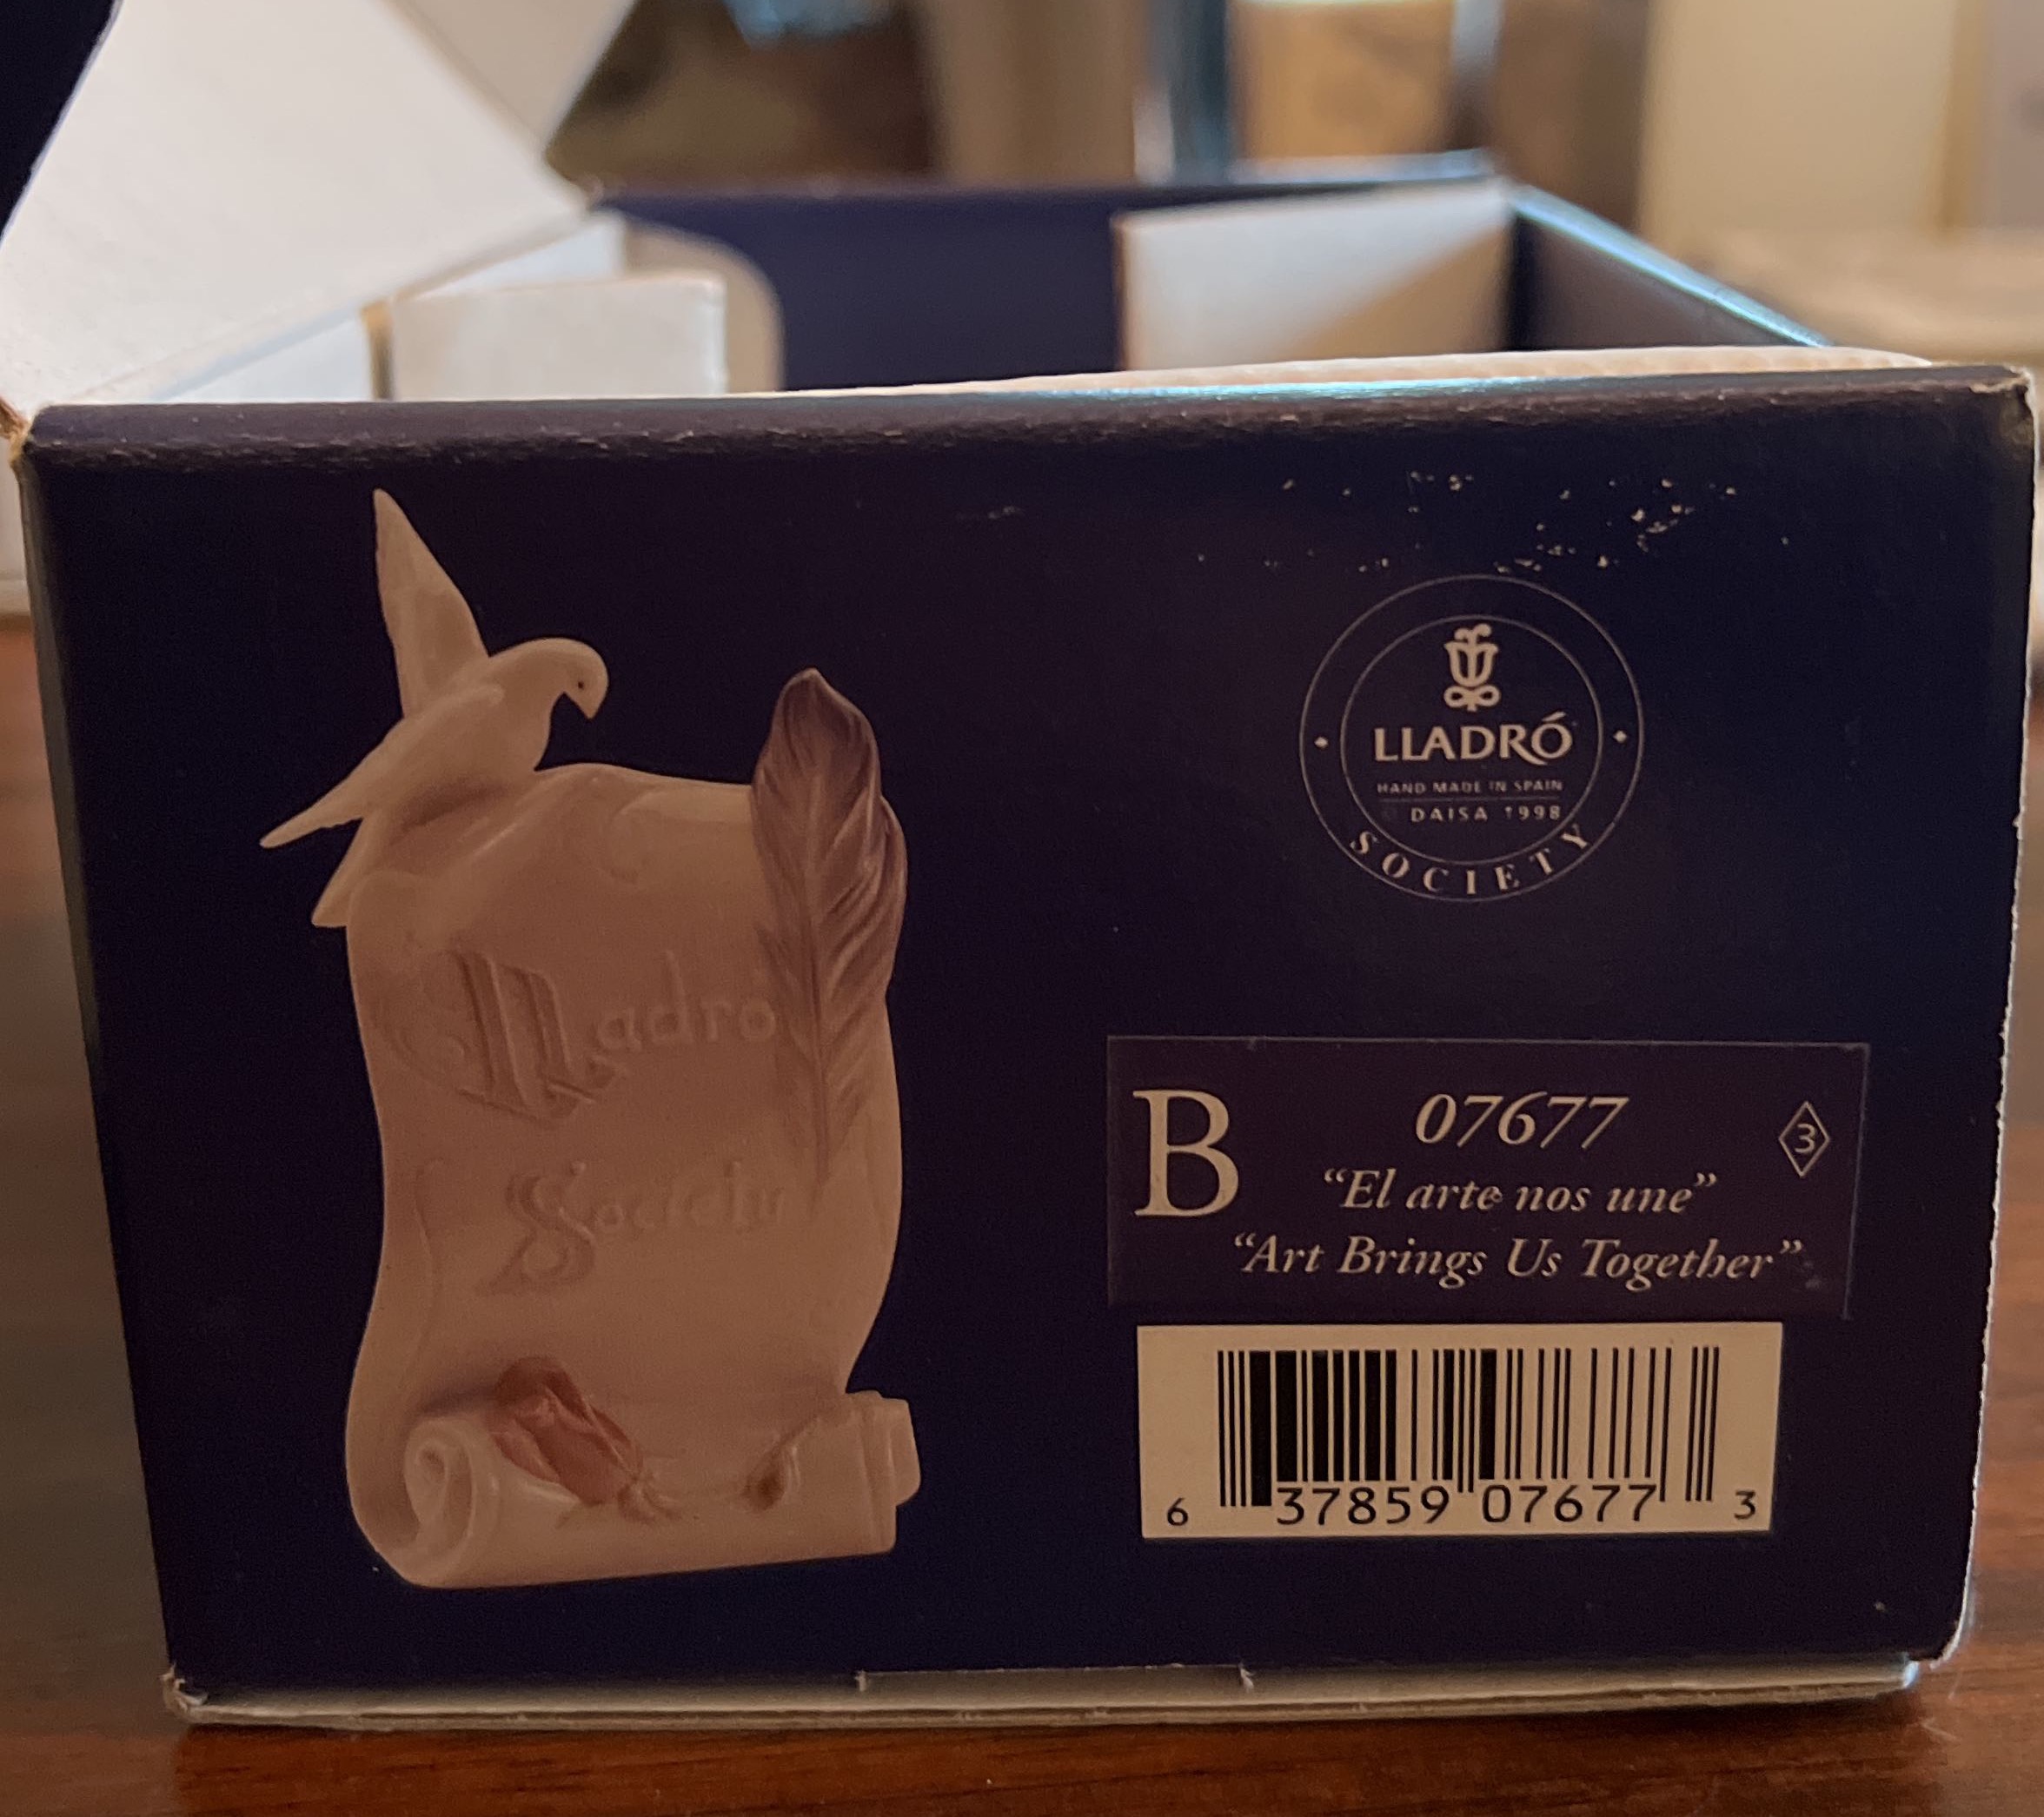 Lladró
Society
LLADRÓ
HAND MADE IN SPAIN
© DAISA 1998
SOCIETY
B
07677
3
“El arte nos une”
“Art Brings Us Together”
6 37859 07677 3